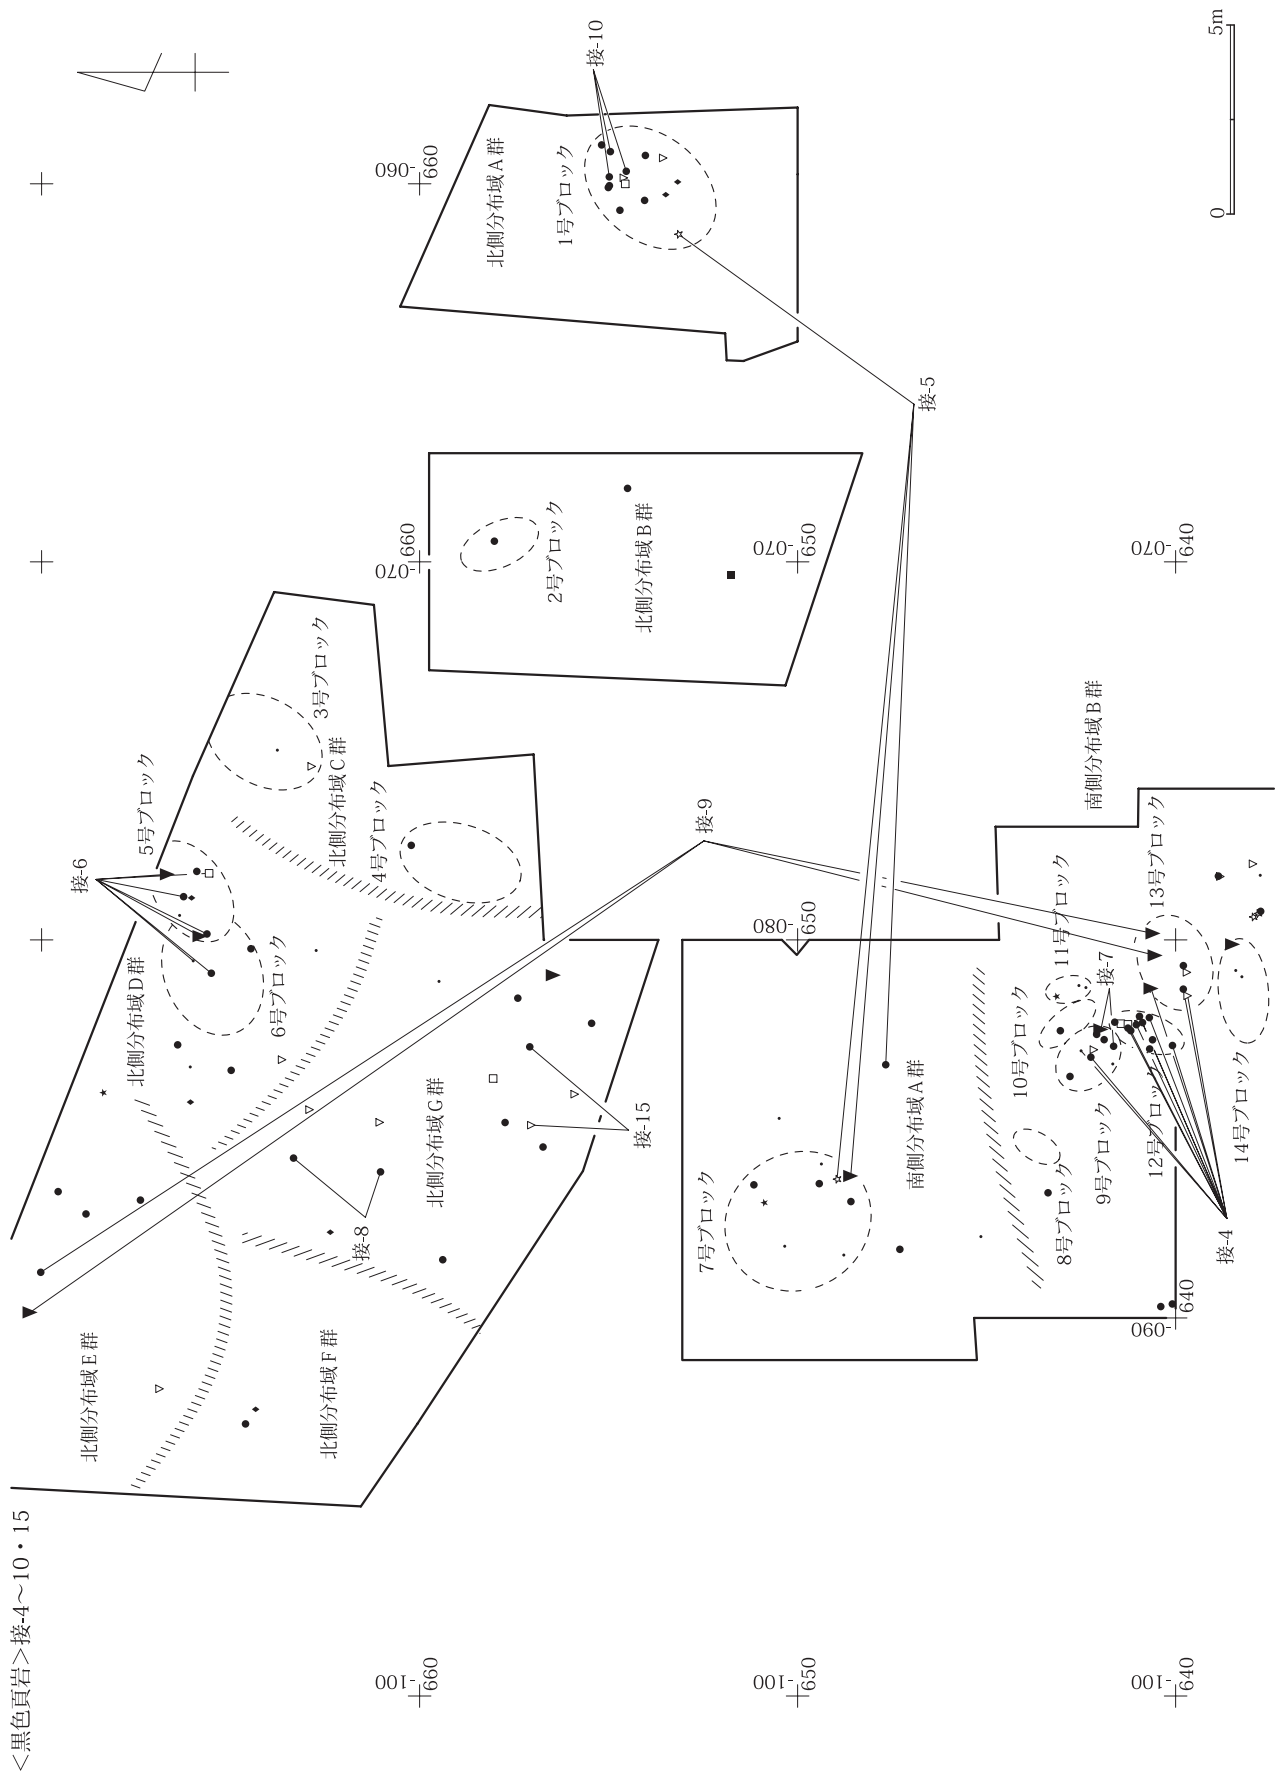 <黒色頁岩>接-4～10・15
北側分布域E群
北側分布域F群
北側分布域D群
北側分布域G群
接-6
5号ブロック
6号ブロック
接-8
接-15
3号ブロック
北側分布域C群
4号ブロック
接-9
2号ブロック
北側分布域B群
北側分布域A群
1号ブロック
接-10
接-5
7号ブロック
南側分布域A群
南側分布域B群
8号ブロック
9号ブロック
10号ブロック
11号ブロック
12号ブロック
13号ブロック
14号ブロック
接-7
接-4
-100
660
-100
650
-100
640
-090
640
-080
650
-070
660
-070
650
-070
640
-060
660
0
5m